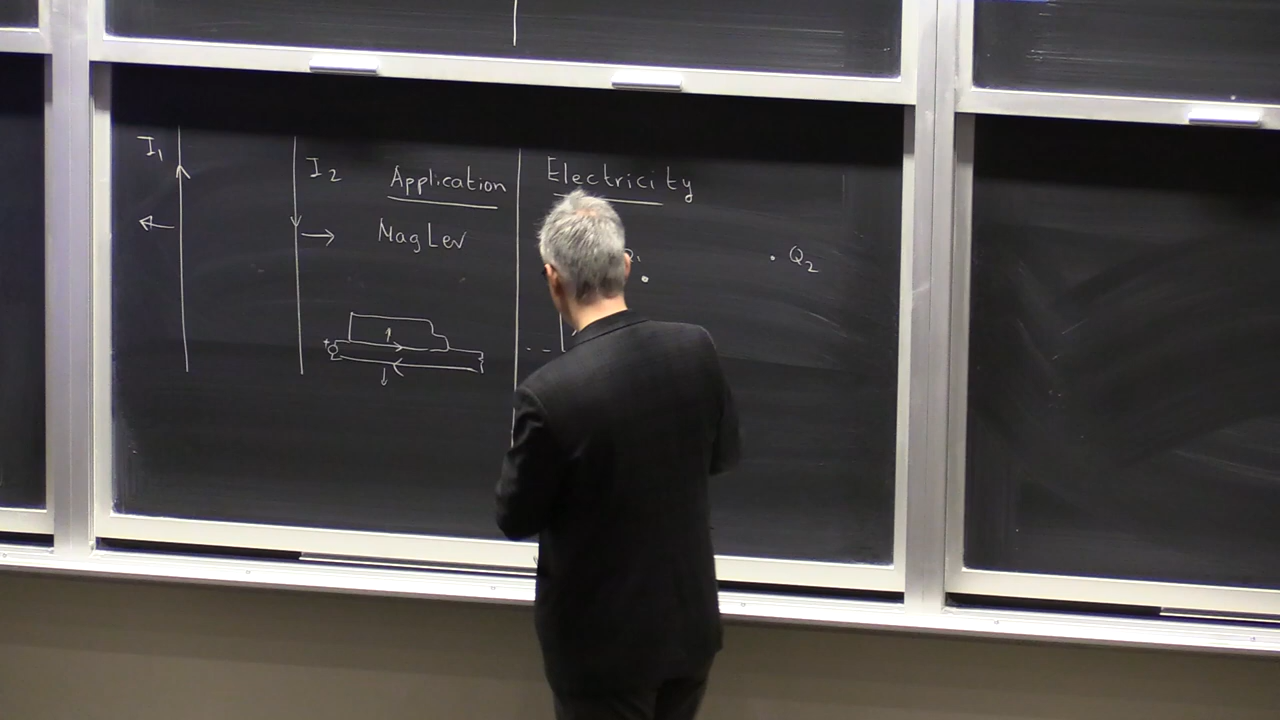 I₁
I₂
Application
MagLev
Electricity
Q₂